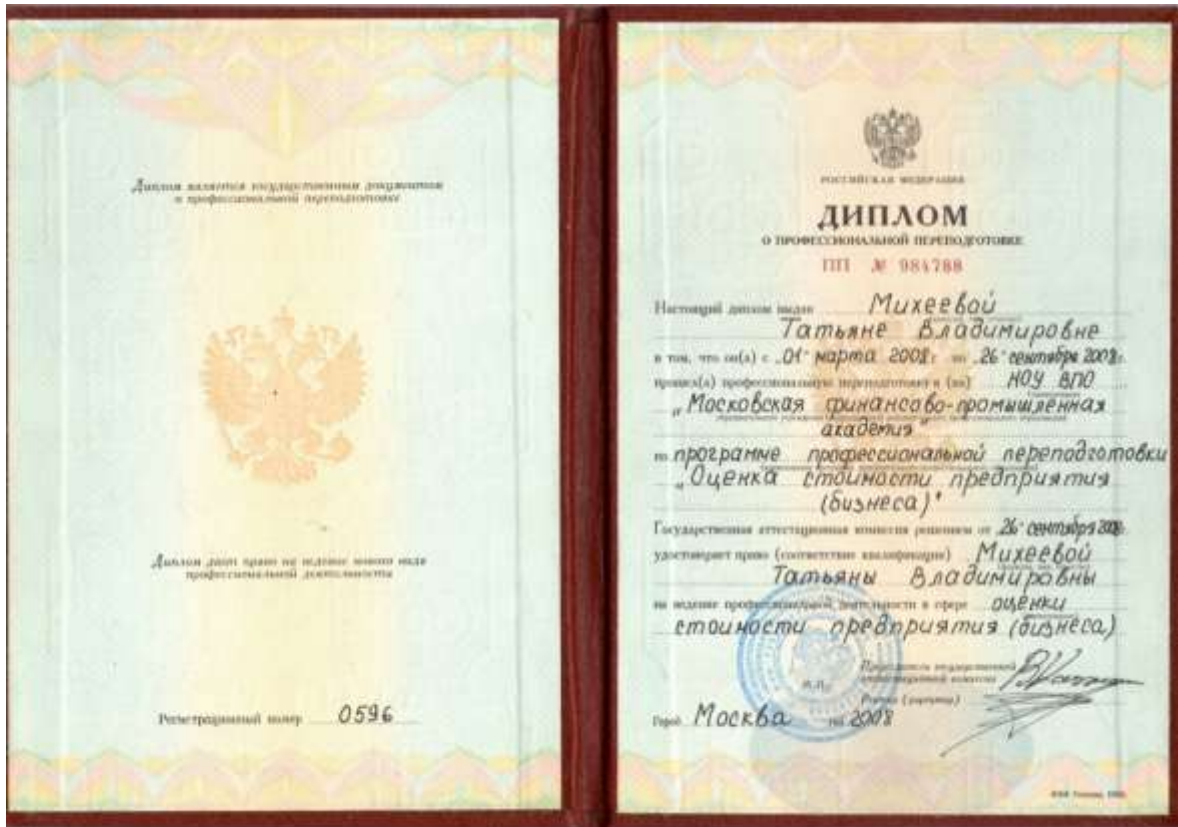 Диплом является государственным документом
о профессиональной переподготовке
Диплом дает право на ведение нового вида
профессиональной деятельности
Регистрационный номер 0596
РОССИЙСКАЯ ФЕДЕРАЦИЯ
ДИПЛОМ
О ПРОФЕССИОНАЛЬНОЙ ПЕРЕПОДГОТОВКЕ
ПП № 984788
Настоящий диплом выдан Михеевой
Татьяне Владимировне
в том, что он(а) с „01“ марта 2008г. по „26“ сентября 2008г.
прошел(а) профессиональную переподготовку в (на) НОУ ВПО
„Московская финансово-промышленная
академия“
по программе профессиональной переподготовки
„Оценка стоимости предприятия
(бизнеса)“
Государственная аттестационная комиссия решением от „26“ сентября 2008г.
удостоверяет право (соответствие квалификации) Михеевой
Татьяны Владимировны
на ведение профессиональной деятельности в сфере оценки
стоимости предприятия (бизнеса)
Председатель государственной
аттестационной комиссии
М.П.
Ректор (директор)
Город Москва год 2008